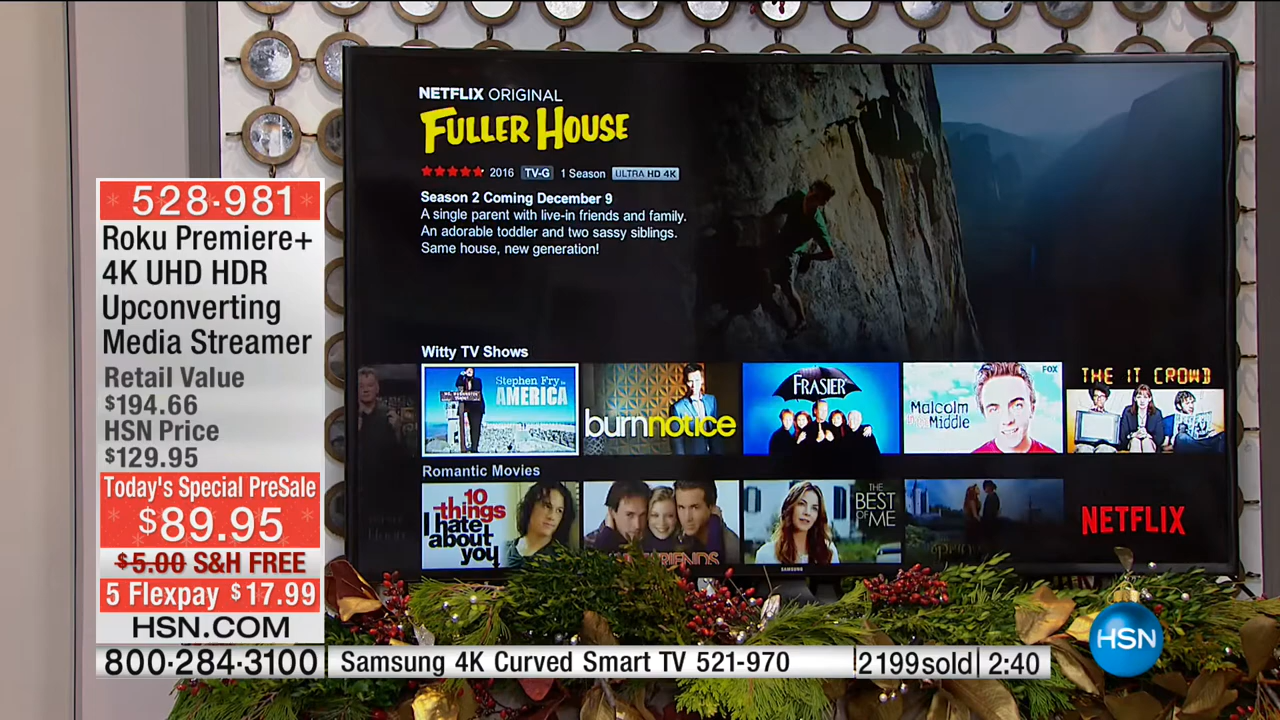 528-981
Roku Premiere+
4K UHD HDR
Upconverting
Media Streamer
Retail Value
$194.66
HSN Price
$129.95
Today's Special PreSale
$89.95
$5.00 S&H FREE
5 Flexpay $17.99
HSN.COM
800-284-3100
Samsung 4K Curved Smart TV 521-970
2199sold
2:40
HSN
NETFLIX ORIGINAL
FULLER HOUSE
2016 TV-G 1 Season ULTRA HD 4K
Season 2 Coming December 9
A single parent with live-in friends and family.
An adorable toddler and two sassy siblings.
Same house, new generation!
Witty TV Shows
Stephen Fry in
AMERICA
burnnotice
FRASIER
FOX
Malcolm
in the Middle
THE IT CROWD
Romantic Movies
10
things
I hate
about
you
THE
BEST
OF
ME
NETFLIX
SAMSUNG